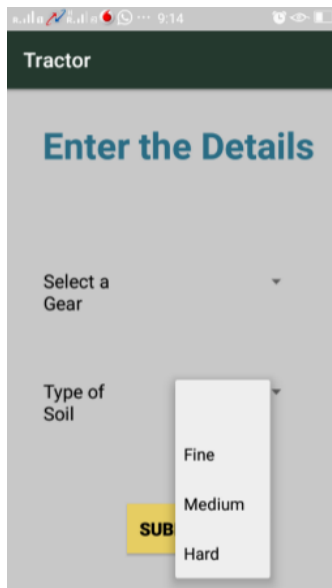 9:14
Tractor
Enter the Details
Select a
Gear
Type of
Soil
Fine
Medium
SUB
Hard